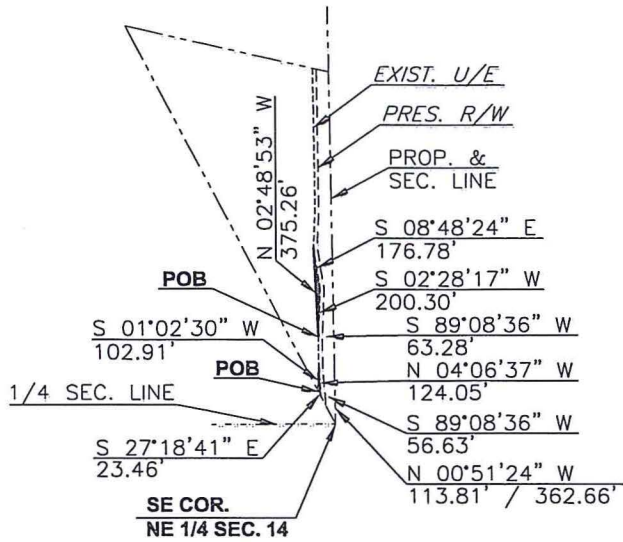 EXIST. U/E
PRES. R/W
PROP. &
SEC. LINE
N 02°48'53" W
375.26'
S 08°48'24" E
176.78'
S 02°28'17" W
200.30'
POB
S 01°02'30" W
102.91'
S 89°08'36" W
63.28'
POB
N 04°06'37" W
124.05'
1/4 SEC. LINE
S 89°08'36" W
56.63'
S 27°18'41" E
23.46'
N 00°51'24" W
113.81' / 362.66'
SE COR.
NE 1/4 SEC. 14